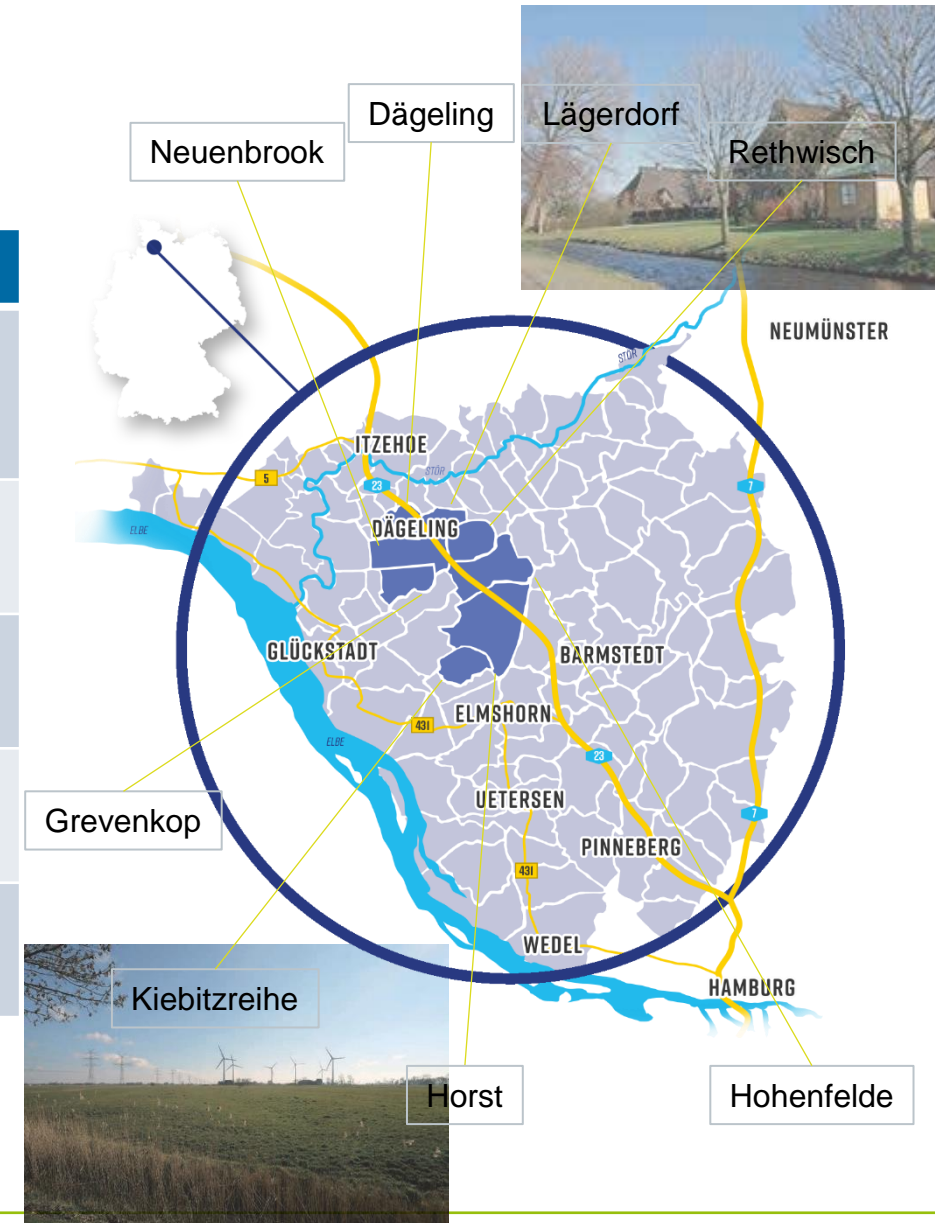 Dägeling
Lägerdorf
Neuenbrook
Rethwisch
NEUMÜNSTER
STÖR
ITZEHOE
STÖR
5
23
7
DÄGELING
ELBE
GLÜCKSTADT
BARMSTEDT
ELMSHORN
431
ELBE
23
UETERSEN
7
Grevenkop
PINNEBERG
431
WEDEL
HAMBURG
Kiebitzreihe
Horst
Hohenfelde